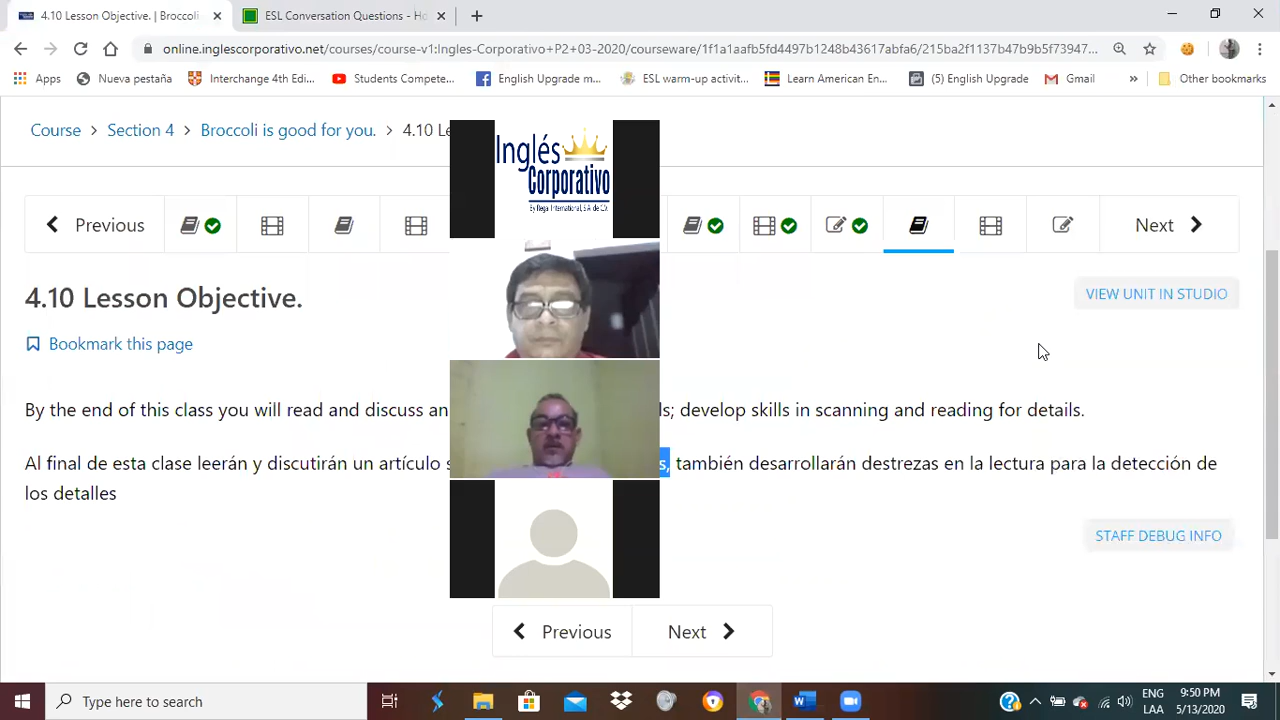 4.10 Lesson Objective. | Broccoli
ESL Conversation Questions - Ho
online.inglescorporativo.net/courses/course-v1:Ingles-Corporativo+P2+03-2020/courseware/1f1a1aafb5fd4497b1248b43617abfa6/215ba2f1137b47b9b5f73947...
Apps Nueva pestaña Interchange 4th Edi... Students Compete... English Upgrade m... ESL warm-up activit... Learn American En... (5) English Upgrade Gmail » Other bookmarks
Course > Section 4 > Broccoli is good for you. > 4.10 Le
Inglés
Corporativo
By Regal International, S.A. de C.V.
Previous Next
4.10 Lesson Objective.
VIEW UNIT IN STUDIO
Bookmark this page
By the end of this class you will read and discuss an ls; develop skills in scanning and reading for details.
Al final de esta clase leerán y discutirán un artículo s s, también desarrollarán destrezas en la lectura para la detección de
los detalles
STAFF DEBUG INFO
Previous Next
Type here to search
ENG 9:50 PM
LAA 5/13/2020